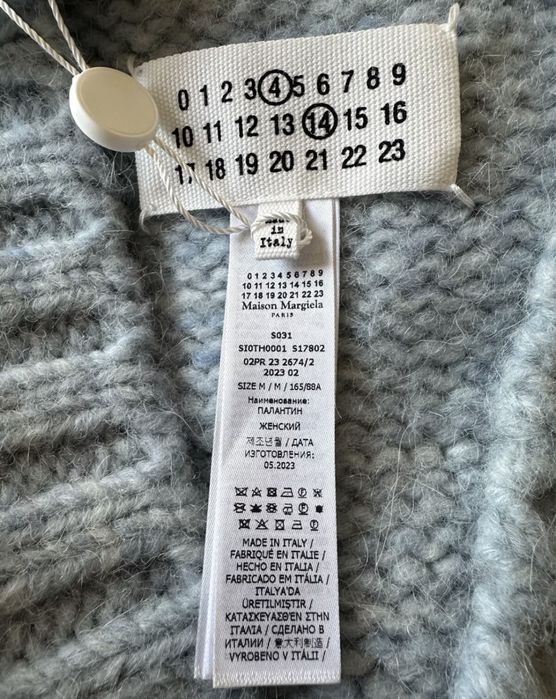 0 1 2 3 4 5 6 7 8 9
10 11 12 13 14 15 16
17 18 19 20 21 22 23
Made
in
Italy
0 1 2 3 4 5 6 7 8 9
10 11 12 13 14 15 16
17 18 19 20 21 22 23
Maison Margiela
PARIS
S031
SI0TH0001 S17802
02PR 23 2674/2
2023 02
SIZE M / M / 165/88A
Наименование:
ПАЛАНТИН
ЖЕНСКИЙ
제조년월 / ДАТА
ИЗГОТОВЛЕНИЯ:
05.2023
MADE IN ITALY /
FABRIQUÉ EN ITALIE /
HECHO EN ITALIA /
FABRICADO EM ITÁLIA /
ITALYA'DA
ÜRETILMIŞTIR /
ΚΑΤΑΣΚΕΥΑΣΘΕΝ ΣΤΗΝ
ΙΤΑΛΙΑ / СДЕЛАНО В
ИТАЛИИ / 意大利制造 /
VYROBENO V ITÁLII /